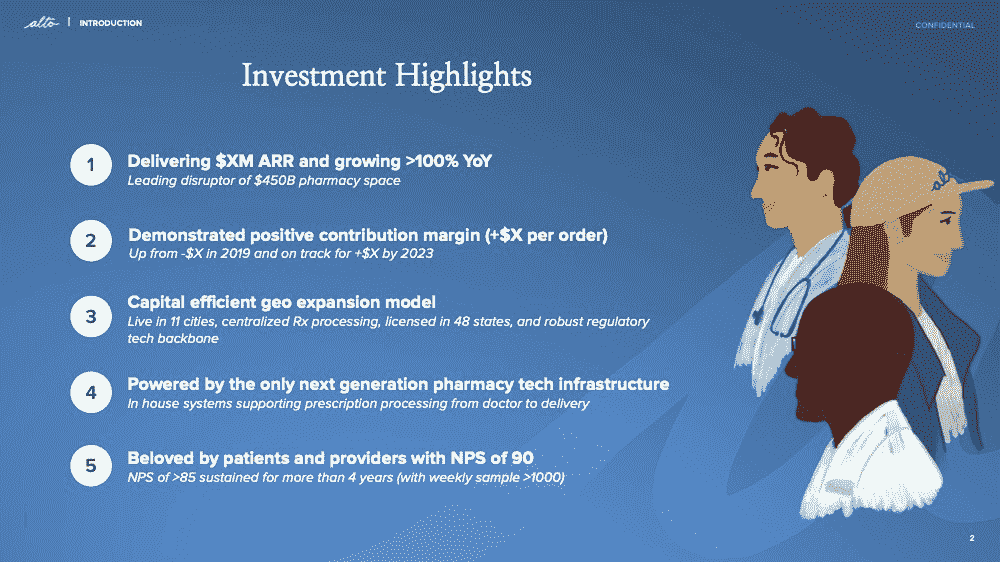 alto | INTRODUCTION
CONFIDENTIAL
Investment Highlights
1
Delivering $XM ARR and growing >100% YoY
Leading disruptor of $450B pharmacy space
2
Demonstrated positive contribution margin (+$X per order)
Up from -$X in 2019 and on track for +$X by 2023
3
Capital efficient geo expansion model
Live in 11 cities, centralized Rx processing, licensed in 48 states, and robust regulatory
tech backbone
4
Powered by the only next generation pharmacy tech infrastructure
In house systems supporting prescription processing from doctor to delivery
5
Beloved by patients and providers with NPS of 90
NPS of >85 sustained for more than 4 years (with weekly sample >1000)
2